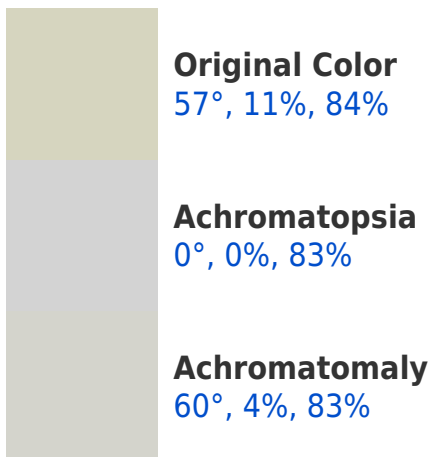 Original Color
57°, 11%, 84%
Achromatopsia
0°, 0%, 83%
Achromatomaly
60°, 4%, 83%